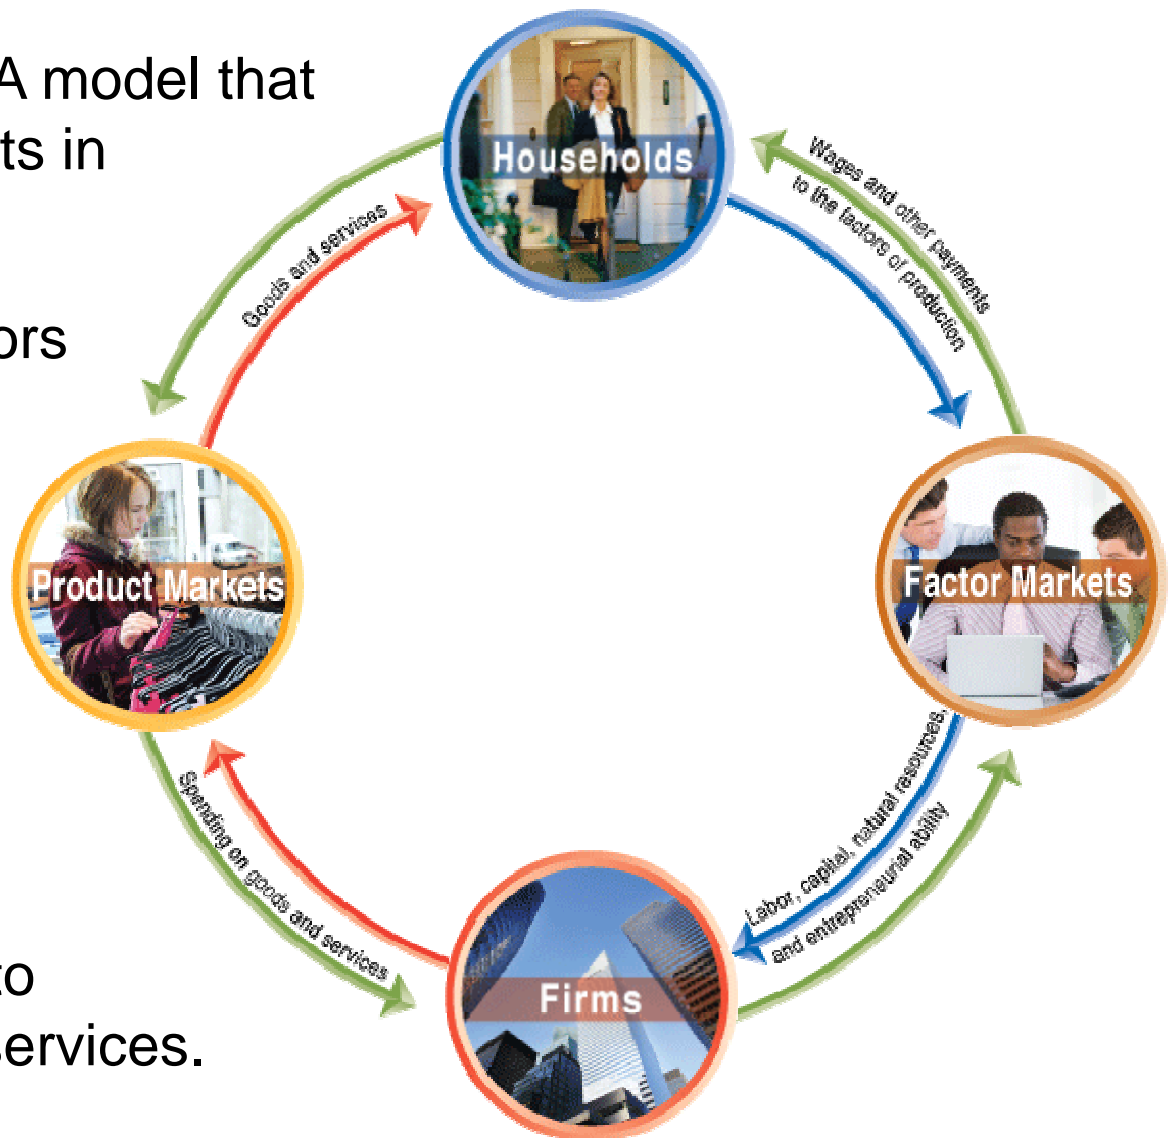 A model that
ts in
ors
to
services.
Households
Goods and services
Wages and other payments
to the factors of production
Product Markets
Factor Markets
Spending on goods and services
Labor, capital, natural resources,
and entrepreneurial ability
Firms